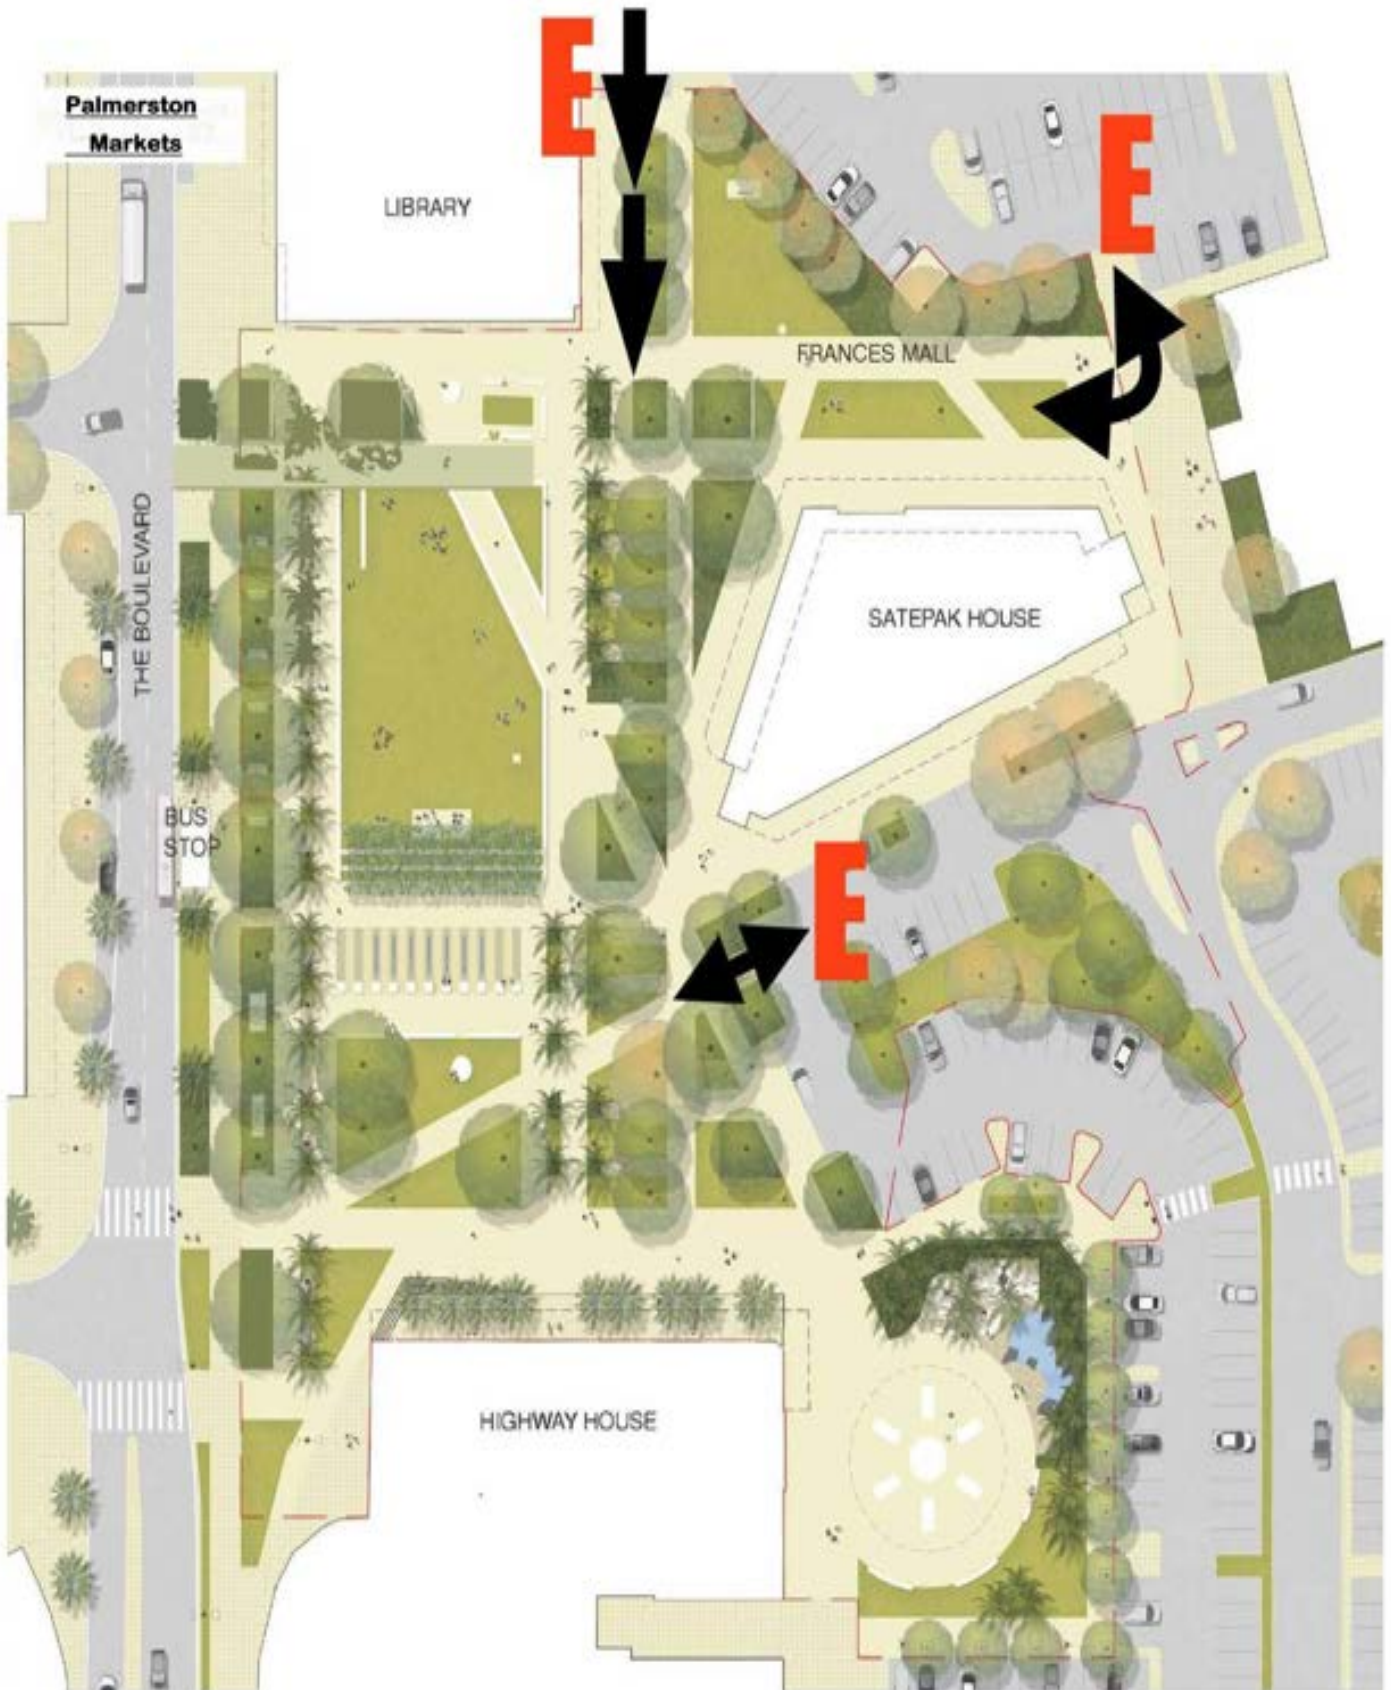 E
Palmerston
Markets
E
LIBRARY
FRANCES MALL
THE BOULEVARD
SATEPAK HOUSE
BUS
STOP
E
HIGHWAY HOUSE